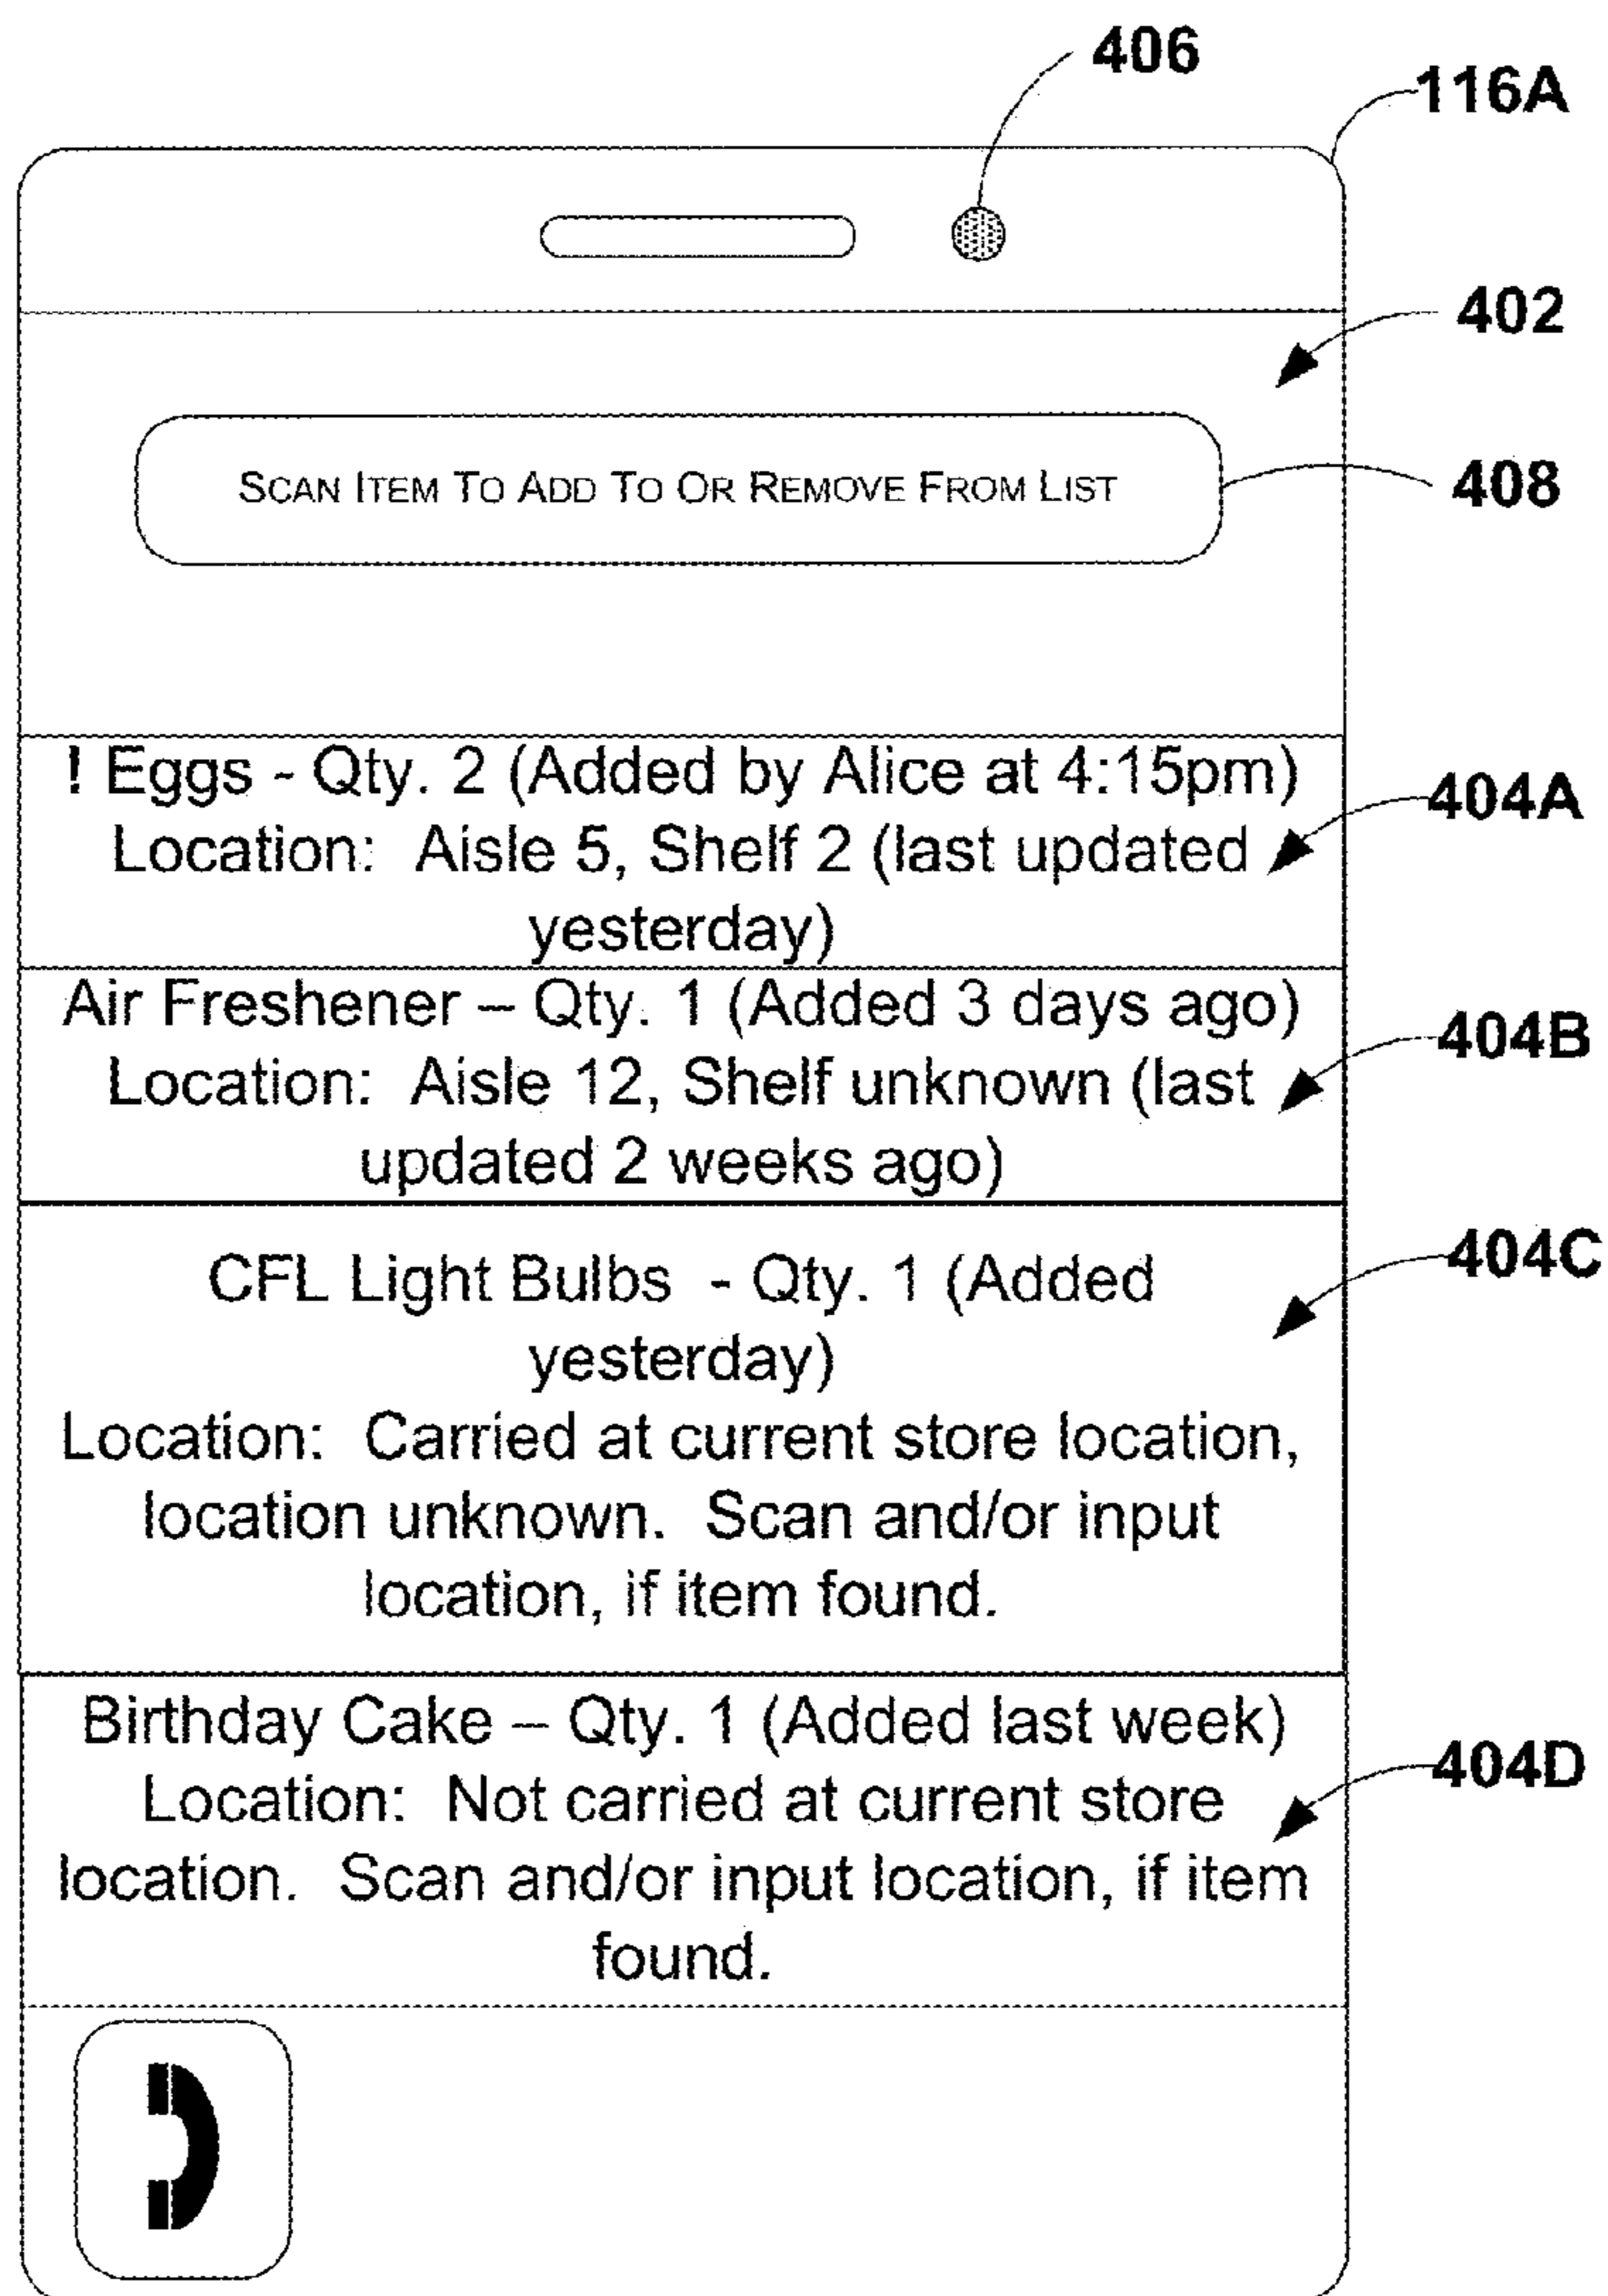 406
116A
402
SCAN ITEM TO ADD TO OR REMOVE FROM LIST
408
! Eggs - Qty. 2 (Added by Alice at 4:15pm)
404A
Location: Aisle 5, Shelf 2 (last updated
yesterday)
Air Freshener – Qty. 1 (Added 3 days ago)
404B
Location: Aisle 12, Shelf unknown (last
updated 2 weeks ago)
404C
CFL Light Bulbs - Qty. 1 (Added
yesterday)
Location: Carried at current store location,
location unknown. Scan and/or input
location, if item found.
Birthday Cake – Qty. 1 (Added last week)
404D
Location: Not carried at current store
location. Scan and/or input location, if item
found.